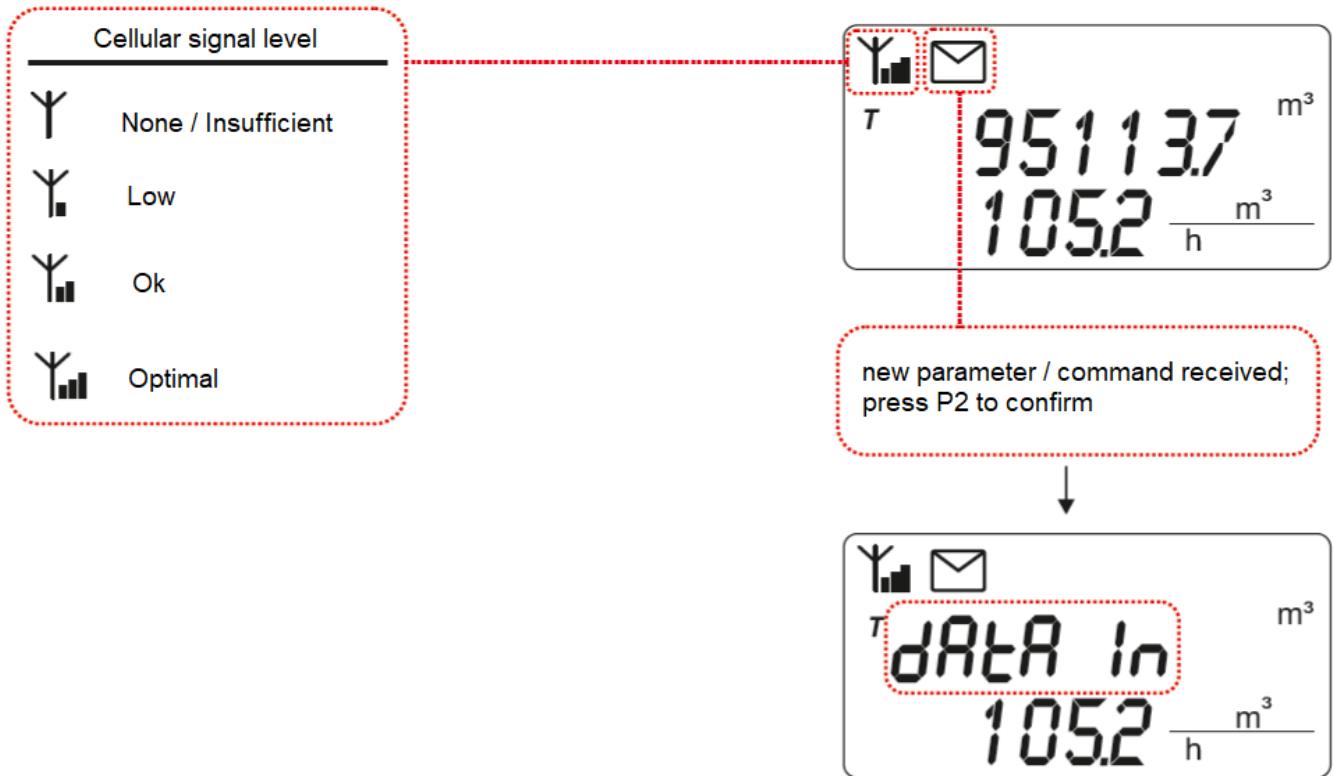 Cellular signal level
None / Insufficient
Low
Ok
Optimal
T
95113.7 m³
105.2 m³
h
new parameter / command received;
press P2 to confirm
T
dAtA In m³
105.2 m³
h